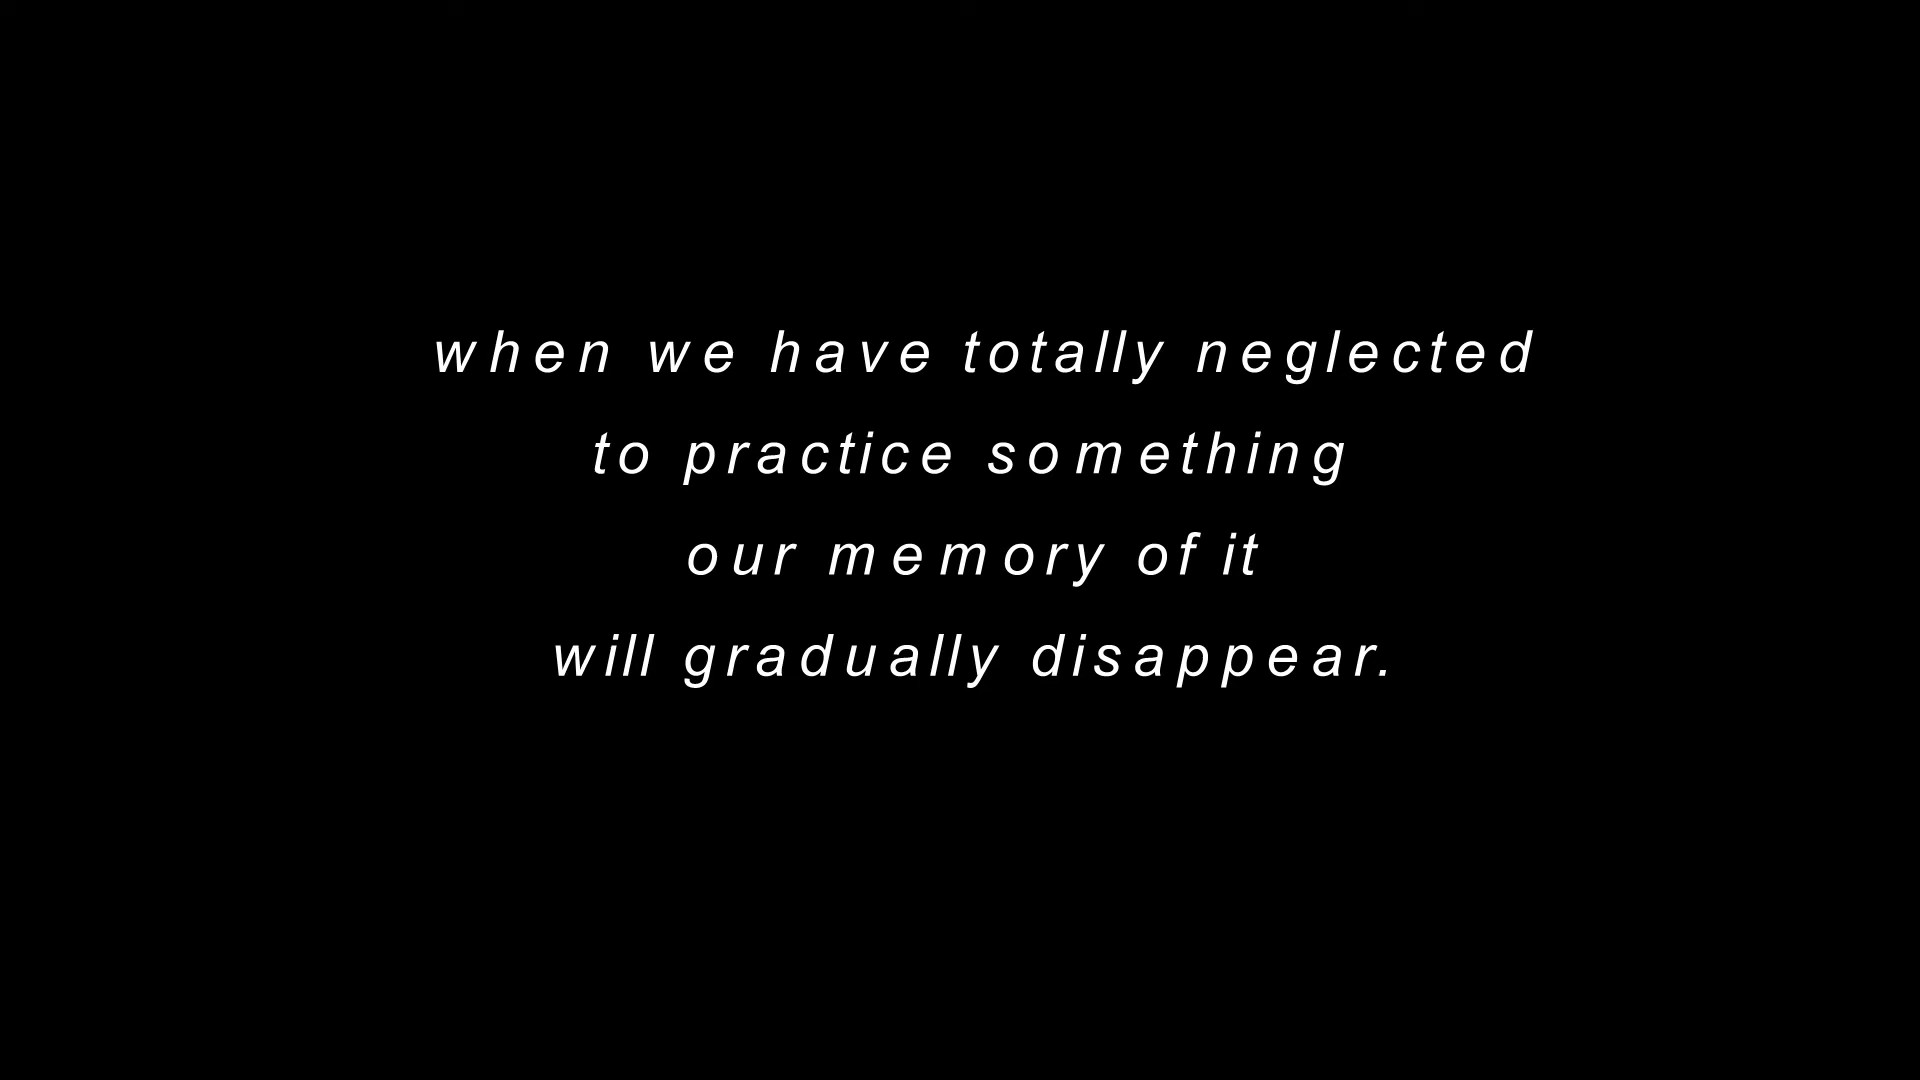 when we have totally neglected
to practice something
our memory of it
will gradually disappear.